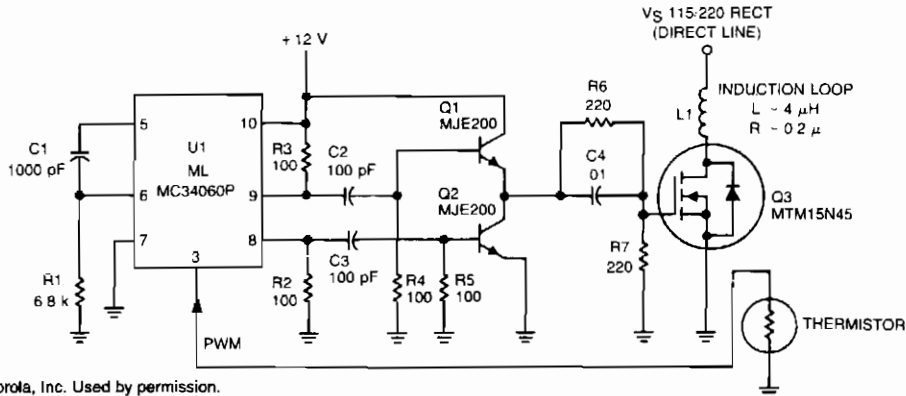 VS 115-220 RECT
(DIRECT LINE)
+ 12 V
INDUCTION LOOP
L ~ 4 µH
R ~ 0 2 µ
L1
R6
220
Q1
MJE200
5
10
U1
ML
MC34060P
C1
1000 pF
R3
100
C2
100 pF
C4
01
6
9
Q2
MJE200
Q3
MTM15N45
7
8
3
R1
6 8 k
R2
100
C3
100 pF
R4
100
R5
100
R7
220
PWM
THERMISTOR
orola, Inc. Used by permission.